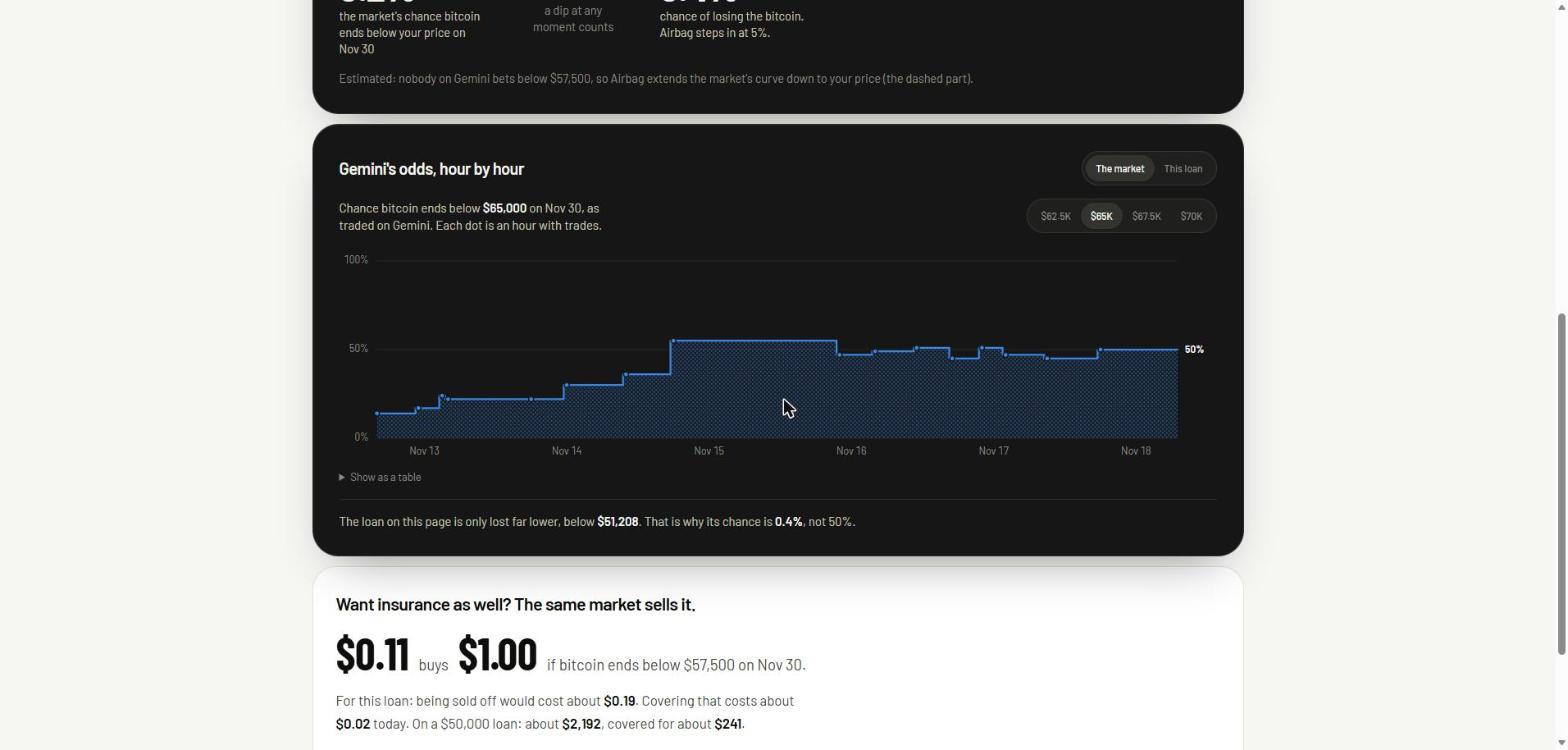 the market's chance bitcoin
ends below your price on
Nov 30
a dip at any
moment counts
chance of losing the bitcoin.
Airbag steps in at 5%.
Estimated: nobody on Gemini bets below $57,500, so Airbag extends the market's curve down to your price (the dashed part).
Gemini's odds, hour by hour
The market This loan
Chance bitcoin ends below $65,000 on Nov 30, as
traded on Gemini. Each dot is an hour with trades.
$62.5K $65K $67.5K $70K
100%
50%
50%
0%
Nov 13 Nov 14 Nov 15 Nov 16 Nov 17 Nov 18
Show as a table
The loan on this page is only lost far lower, below $51,208. That is why its chance is 0.4%, not 50%.
Want insurance as well? The same market sells it.
$0.11 buys $1.00 if bitcoin ends below $57,500 on Nov 30.
For this loan: being sold off would cost about $0.19. Covering that costs about
$0.02 today. On a $50,000 loan: about $2,192, covered for about $241.